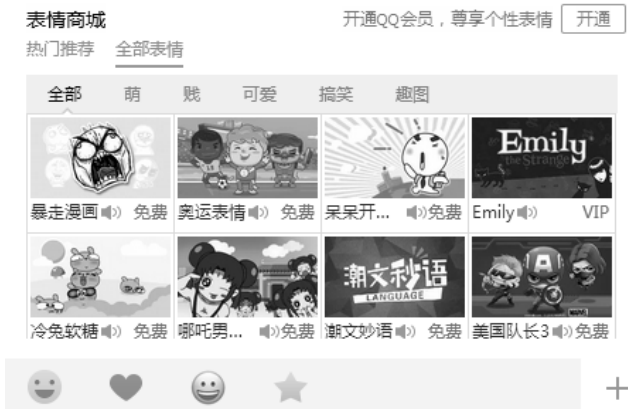 表情商城
开通QQ会员，尊享个性表情 开通
热门推荐 全部表情
全部 萌 贱 可爱 搞笑 趣图
Emily
the Strange
暴走漫画 免费 奥运表情 免费 呆呆开... 免费 Emily VIP
潮文秒语
LANGUAGE
A
冷兔软糖 免费 哪吒男... 免费 潮文妙语 免费 美国队长3 免费